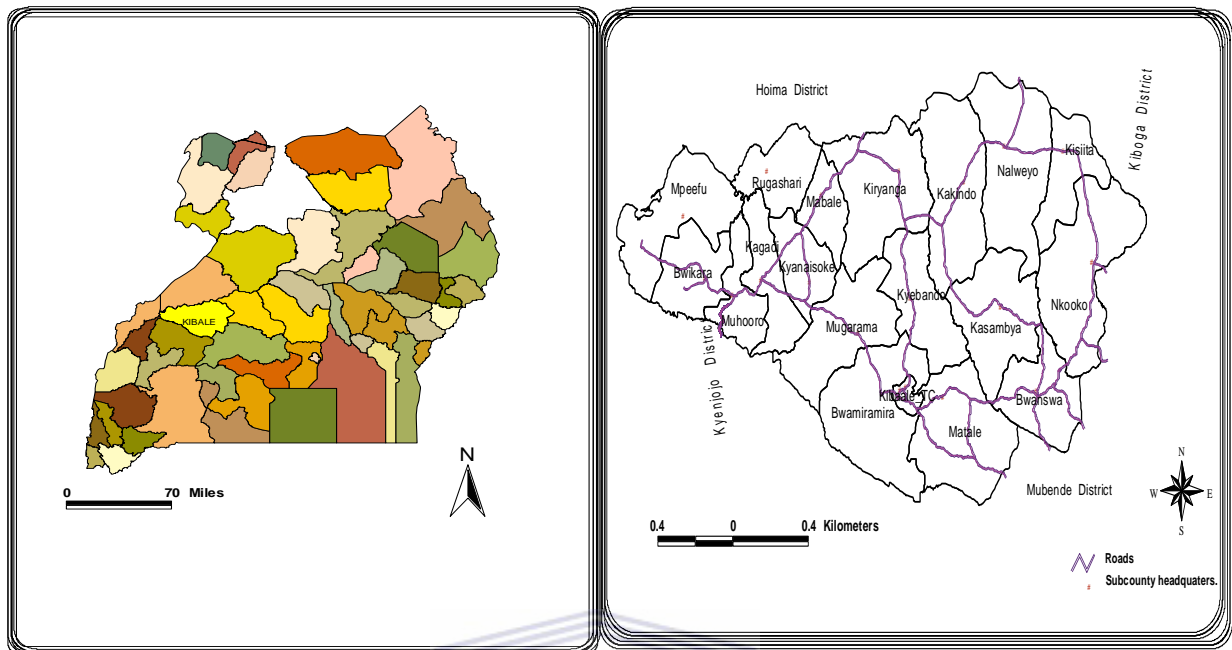 KIBALE
N
0 70 Miles
Hoima District
Kiboga District
Kisiita
Nalweyo
Rugashari
Mpeefu
Kiryanga
Kakindo
Mabale
Kagadi
Kyanaisoke
Bwikara
Kyebando
Nkooko
Muhooro
Mugarama
Kasambya
Kyenjojo District
Kibaale_TC
Bwanswa
Bwamiramira
Matale
Mubende District
N
W E
S
0.4 0 0.4 Kilometers
Roads
Subcounty headquaters.